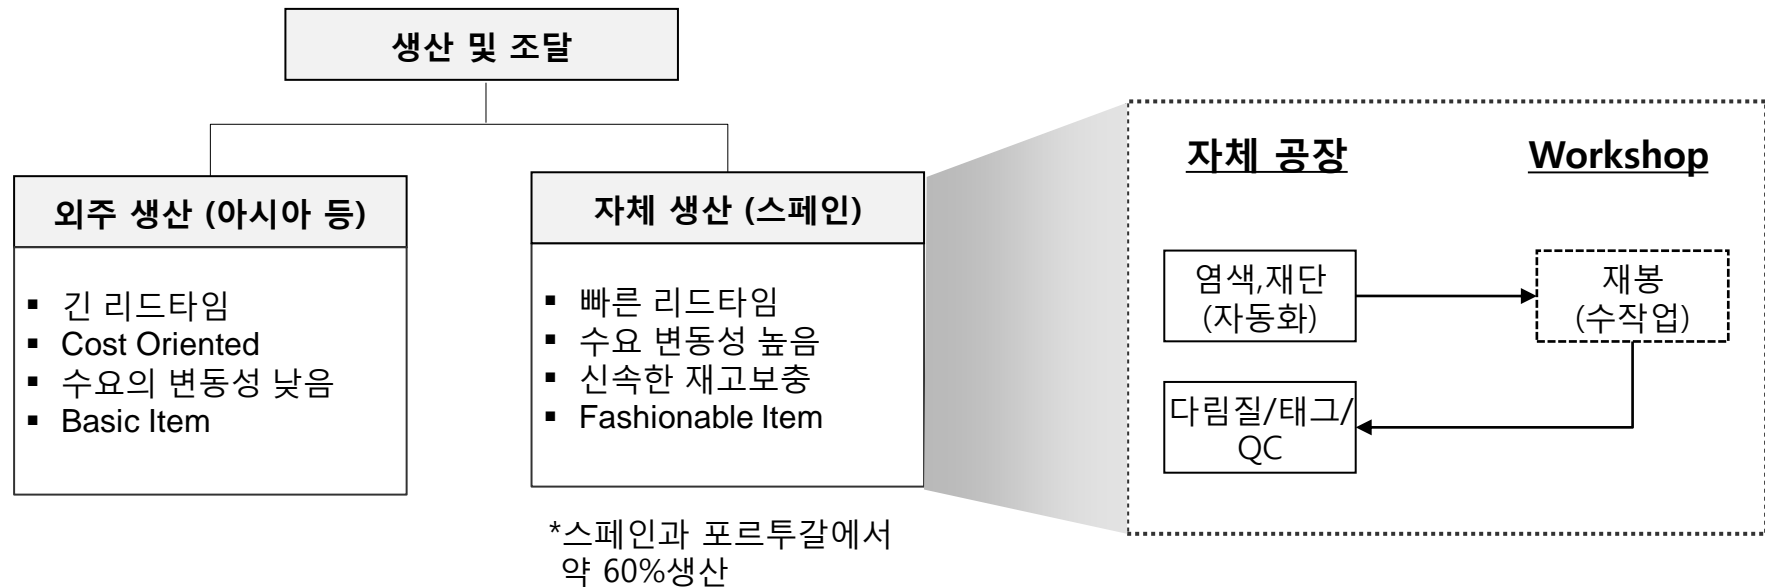 생산 및 조달
외주 생산 (아시아 등)
▪ 긴 리드타임
▪ Cost Oriented
▪ 수요의 변동성 낮음
▪ Basic Item
자체 생산 (스페인)
▪ 빠른 리드타임
▪ 수요 변동성 높음
▪ 신속한 재고보충
▪ Fashionable Item
*스페인과 포르투갈에서
약 60%생산
자체 공장
Workshop
염색,재단
(자동화)
재봉
(수작업)
다림질/태그/
QC